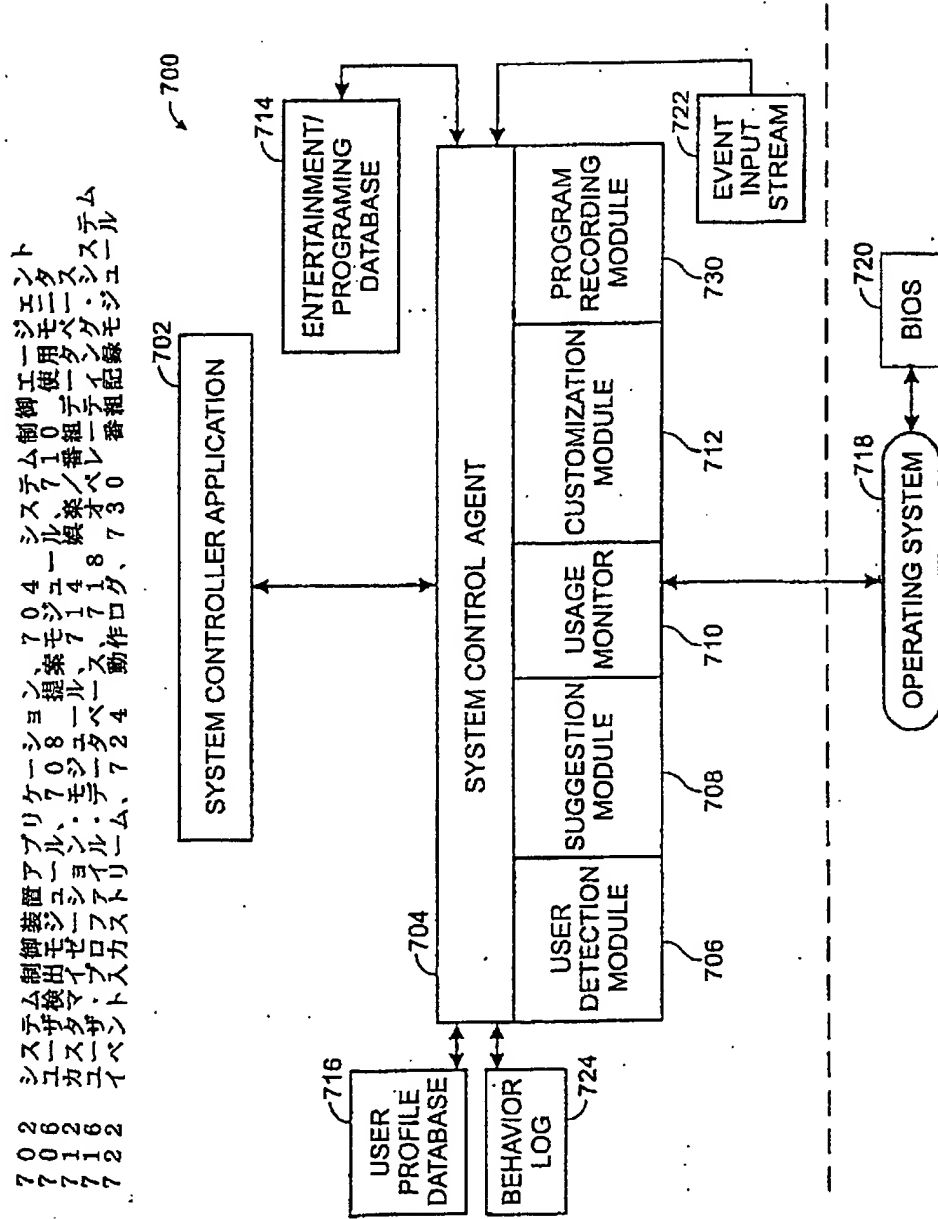 ７０２　システム制御装置アプリケーション、７０４　システム制御エージェント
７０６　ユーザ検出モジュール、７０８　提案モジュール、７１０　使用モニタ
７１２　カスタマイゼーション・モジュール、７１４　娯楽／番組データベース
７１６　ユーザ・プロファイル・データベース、７１８　オペレーティング・システム
７２２　イベント入力ストリーム、７２４　動作ログ、７３０　番組記録モジュール
700
702
SYSTEM CONTROLLER APPLICATION
714
ENTERTAINMENT/
PROGRAMING
DATABASE
716
USER
PROFILE
DATABASE
704
SYSTEM CONTROL AGENT
BEHAVIOR
LOG
724
USER
DETECTION
MODULE
706
SUGGESTION
MODULE
708
USAGE
MONITOR
710
CUSTOMIZATION
MODULE
712
PROGRAM
RECORDING
MODULE
730
722
EVENT
INPUT
STREAM
718
OPERATING SYSTEM
720
BIOS